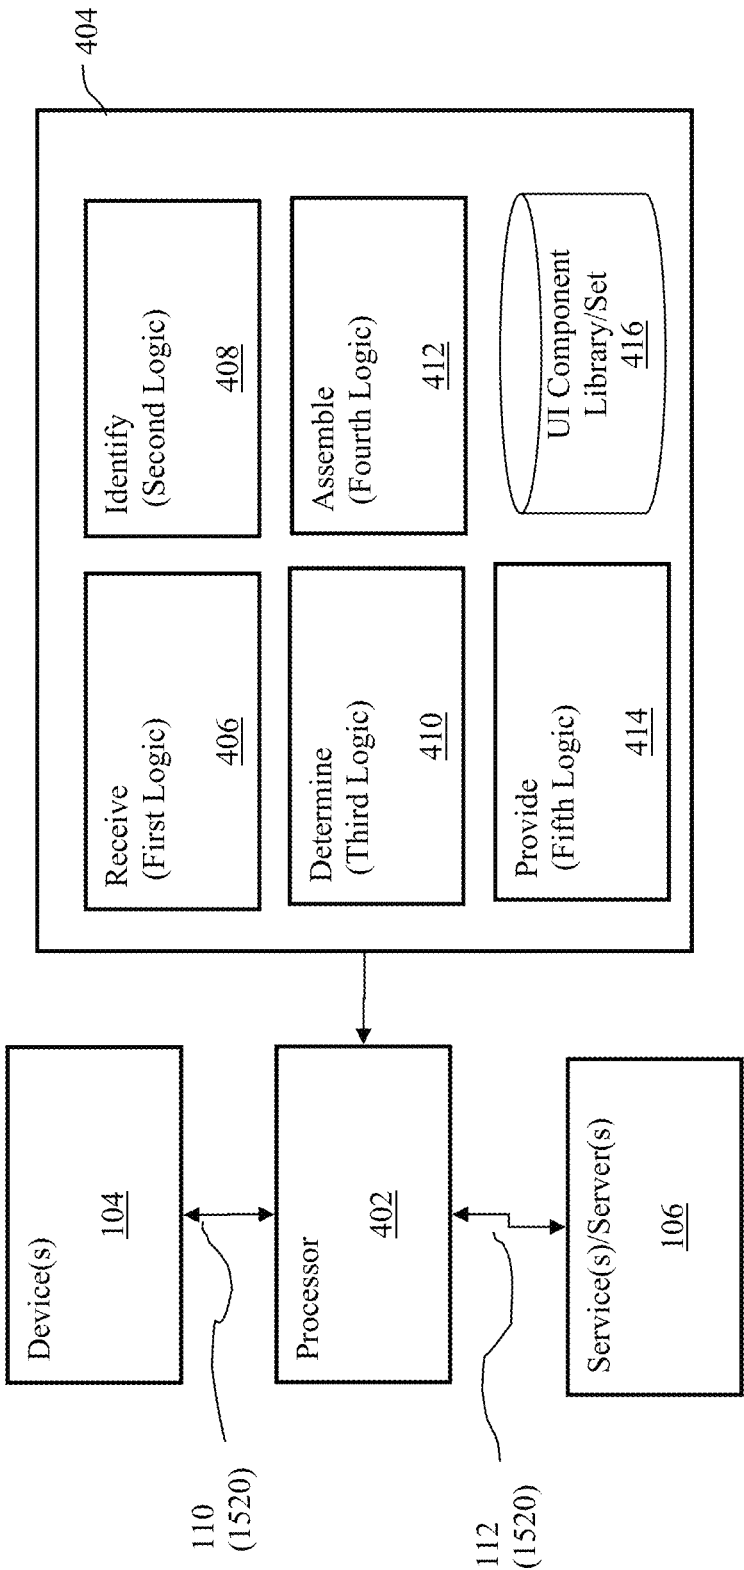 404
Receive
(First Logic)
406
Identify
(Second Logic)
408
Determine
(Third Logic)
410
Assemble
(Fourth Logic)
412
Provide
(Fifth Logic)
414
UI Component
Library/Set
416
Device(s)
104
110
(1520)
Processor
402
112
(1520)
Service(s)/Server(s)
106